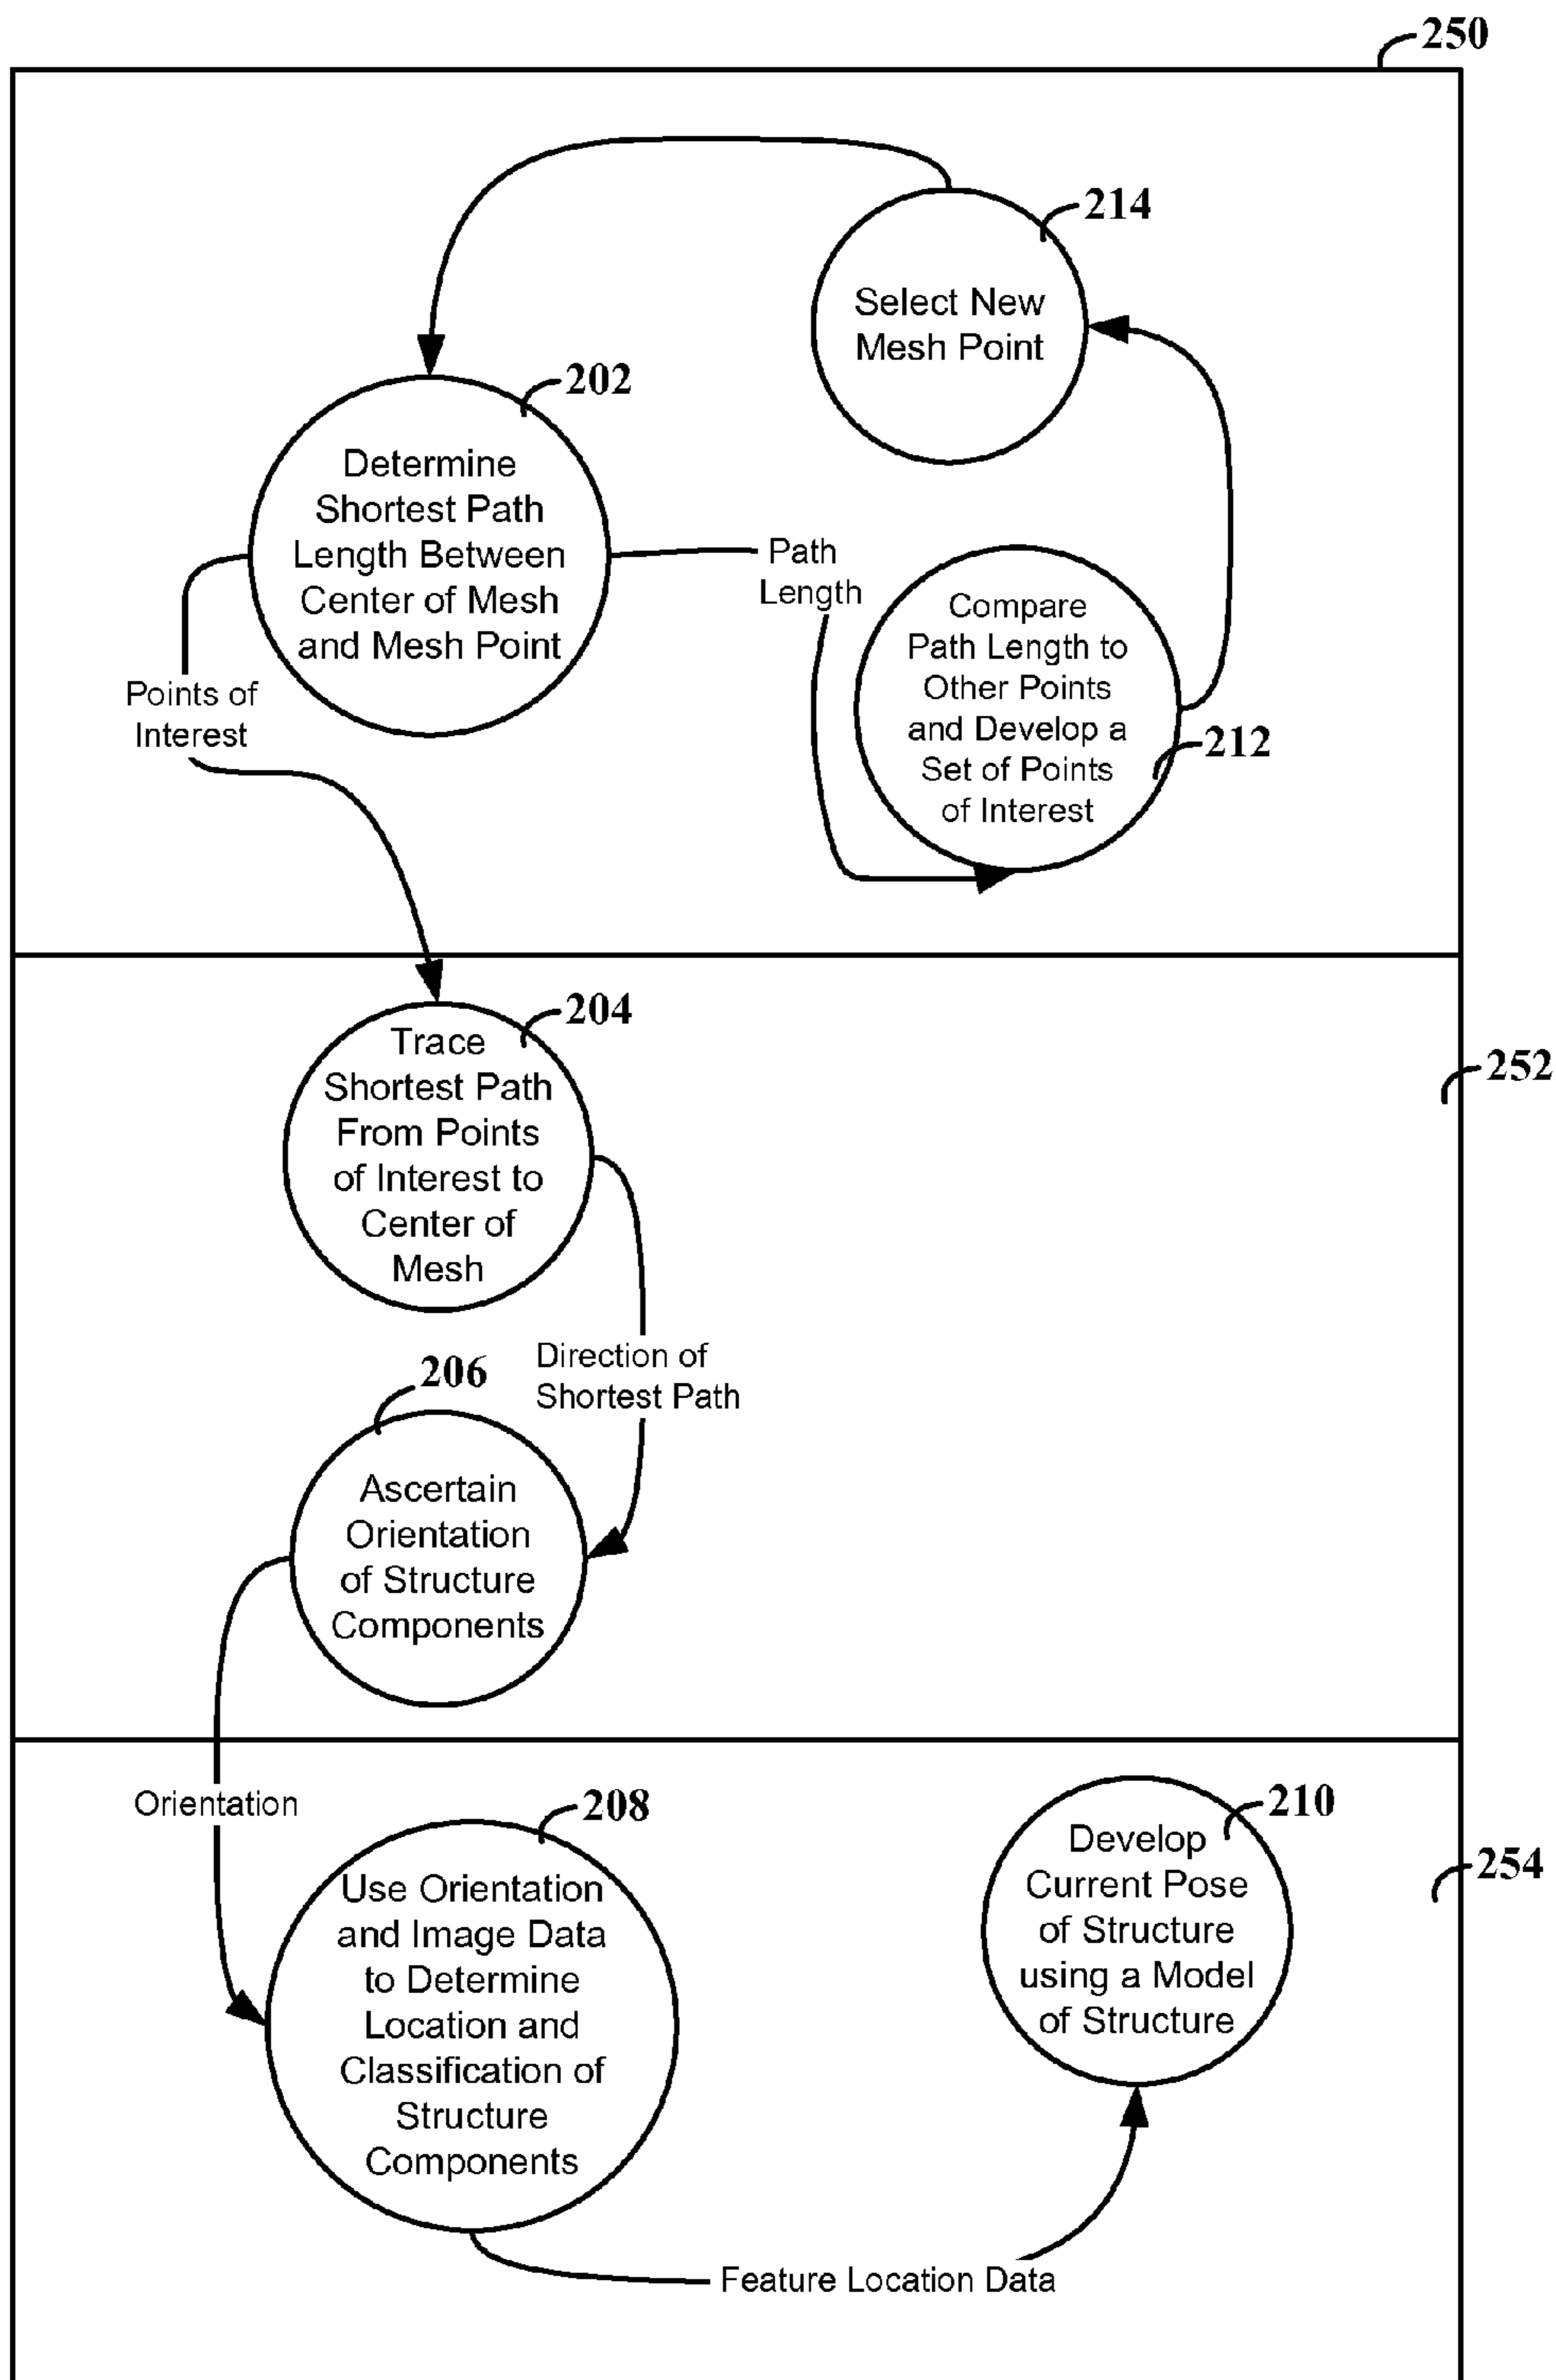 250
214
Select New
Mesh Point
202
Determine
Shortest Path
Length Between
Center of Mesh
and Mesh Point
Path
Length
Compare
Path Length to
Other Points
and Develop a
Set of Points
of Interest
212
Points of
Interest
204
Trace
Shortest Path
From Points
of Interest to
Center of
Mesh
252
Direction of
Shortest Path
206
Ascertain
Orientation
of Structure
Components
Orientation
208
Use Orientation
and Image Data
to Determine
Location and
Classification of
Structure
Components
210
Develop
Current Pose
of Structure
using a Model
of Structure
254
Feature Location Data